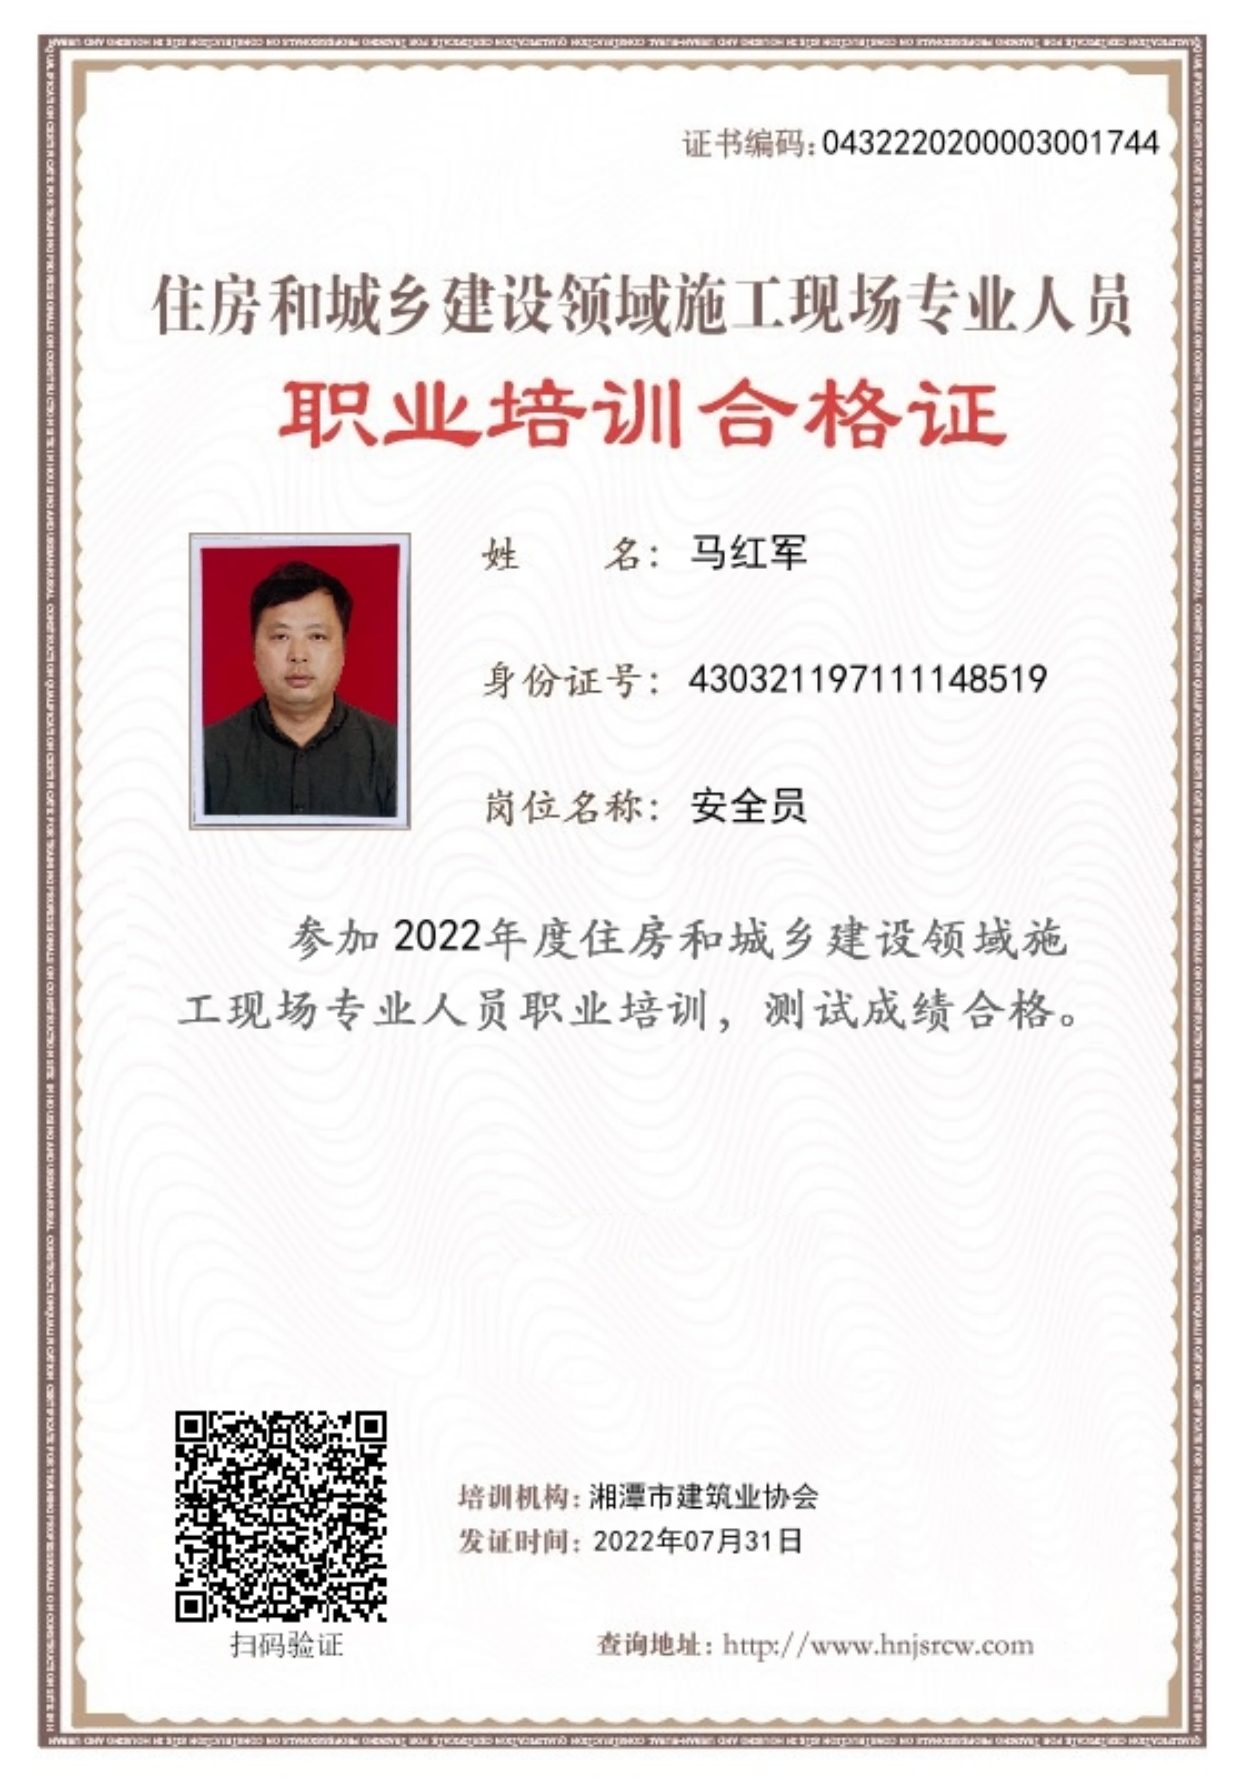 证书编码:0432220200003001744
住房和城乡建设领域施工现场专业人员
职业培训合格证
姓 名： 马红军
身份证号： 430321197111148519
岗位名称： 安全员
参加 2022年度住房和城乡建设领域施
工现场专业人员职业培训，测试成绩合格。
培训机构: 湘潭市建筑业协会
发证时间: 2022年07月31日
扫码验证
查询地址: http://www.hnjsrcw.com